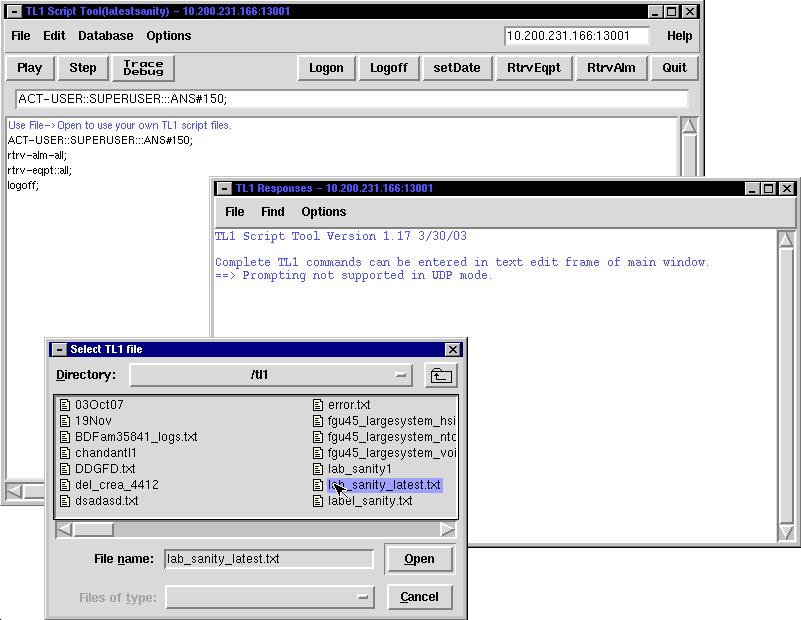 TL1 Script Tool(latestsanity) - 10.200.231.166:13001
File Edit Database Options 10.200.231.166:13001 Help
Play Step Trace Debug Logon Logoff setDate RtrvEqpt RtrvAlm Quit
ACT-USER::SUPERUSER:::ANS#150;
Use File->Open to use your own TL1 script files.
ACT-USER::SUPERUSER:::ANS#150;
rtrv-alm-all;
rtrv-eqpt::all;
logoff;
TL1 Responses - 10.200.231.166:13001
File Find Options
TL1 Script Tool Version 1.17 3/30/03
Complete TL1 commands can be entered in text edit frame of main window.
==> Prompting not supported in UDP mode.
Select TL1 file
Directory: /tl1
03Oct07
19Nov
BDFam35841_logs.txt
chandantl1
DDGFD.txt
del_crea_4412
dsadasd.txt
error.txt
fgu45_largesystem_hsi
fgu45_largesystem_ntc
fgu45_largesystem_voi
lab_sanity1
lab_sanity_latest.txt
label_sanity.txt
File name: lab_sanity_latest.txt Open
Files of type: Cancel